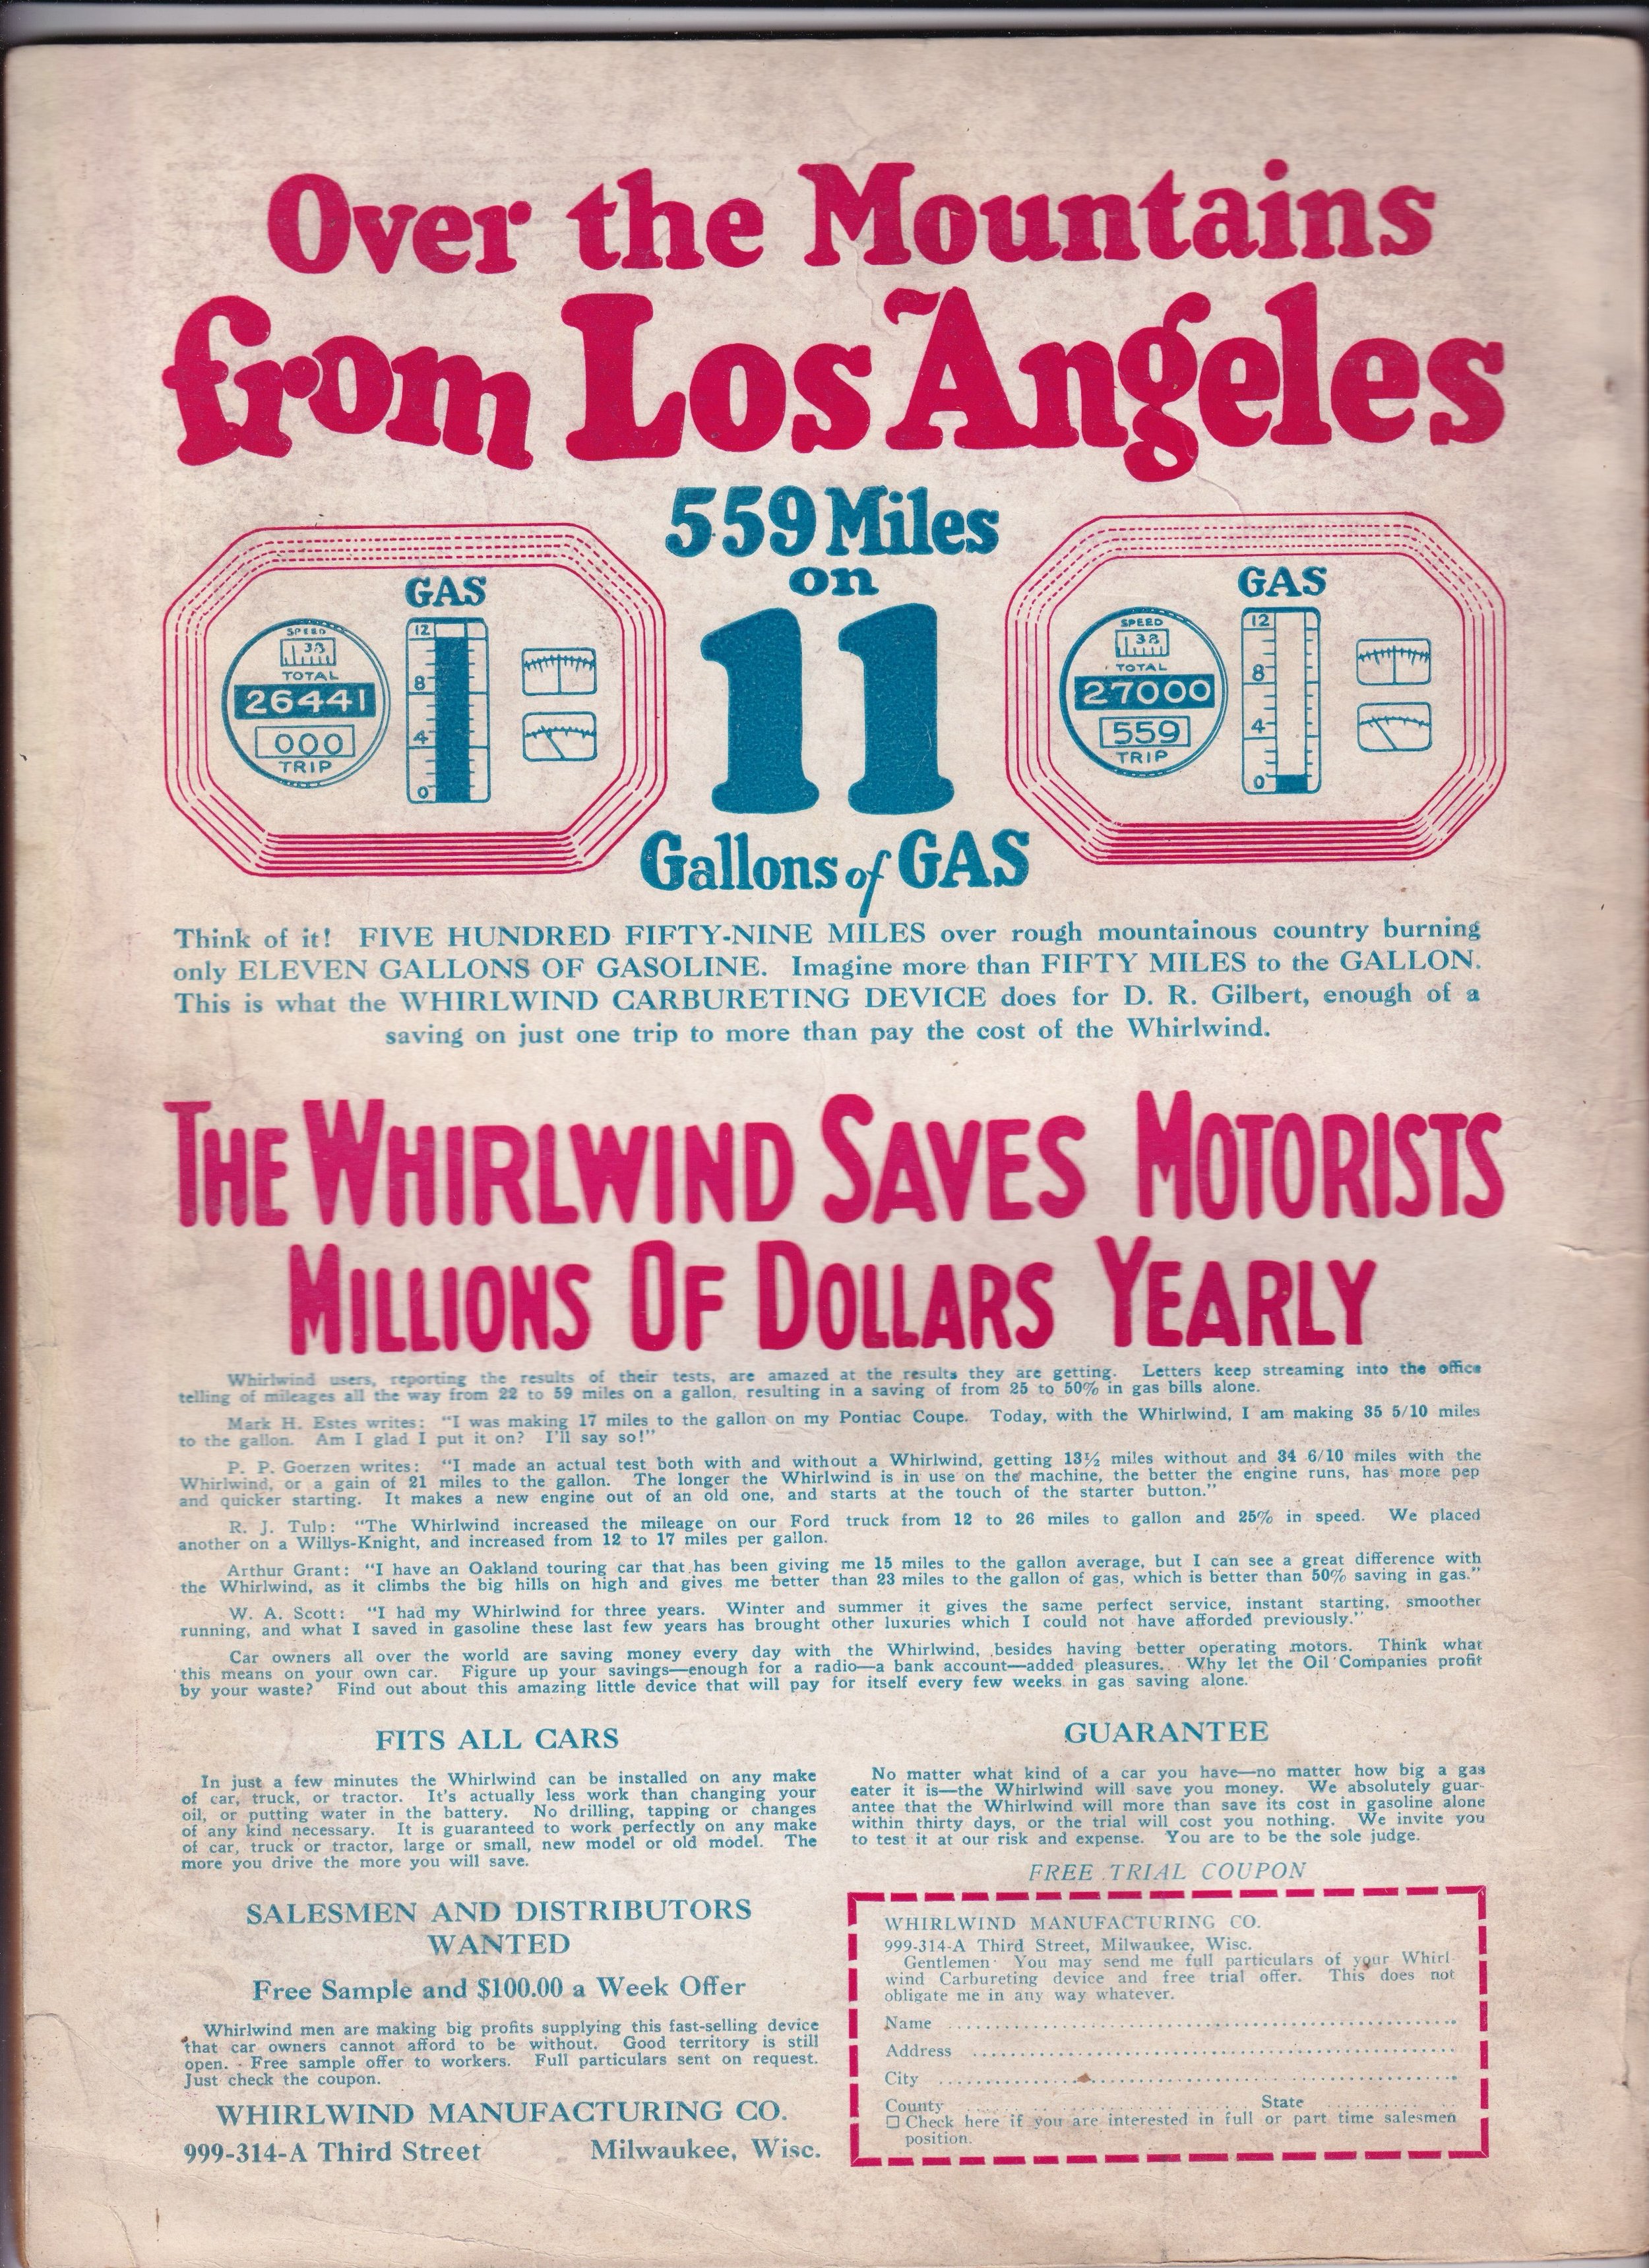 Over the Mountains
from Los Angeles
559 Miles
on
11
Gallons of GAS
GAS
SPEED
38
TOTAL
26441
000
TRIP
12
8
4
0
GAS
SPEED
38
TOTAL
27000
559
TRIP
12
8
4
0
Think of it! FIVE HUNDRED FIFTY-NINE MILES over rough mountainous country burning
only ELEVEN GALLONS OF GASOLINE. Imagine more than FIFTY MILES to the GALLON.
This is what the WHIRLWIND CARBURETING DEVICE does for D. R. Gilbert, enough of a
saving on just one trip to more than pay the cost of the Whirlwind.
THE WHIRLWIND SAVES MOTORISTS
MILLIONS OF DOLLARS YEARLY
Whirlwind users, reporting the results of their tests, are amazed at the results they are getting. Letters keep streaming into the office
telling of mileages all the way from 22 to 59 miles on a gallon, resulting in a saving of from 25 to 50% in gas bills alone.
Mark H. Estes writes: "I was making 17 miles to the gallon on my Pontiac Coupe. Today, with the Whirlwind, I am making 35 5/10 miles
to the gallon. Am I glad I put it on? I'll say so!"
P. P. Goerzen writes: "I made an actual test both with and without a Whirlwind, getting 13½ miles without and 34 6/10 miles with the
Whirlwind, or a gain of 21 miles to the gallon. The longer the Whirlwind is in use on the machine, the better the engine runs, has more pep
and quicker starting. It makes a new engine out of an old one, and starts at the touch of the starter button."
R. J. Tulp: "The Whirlwind increased the mileage on our Ford truck from 12 to 26 miles to gallon and 25% in speed. We placed
another on a Willys-Knight, and increased from 12 to 17 miles per gallon.
Arthur Grant: "I have an Oakland touring car that has been giving me 15 miles to the gallon average, but I can see a great difference with
the Whirlwind, as it climbs the big hills on high and gives me better than 23 miles to the gallon of gas, which is better than 50% saving in gas."
W. A. Scott: "I had my Whirlwind for three years. Winter and summer it gives the same perfect service, instant starting, smoother
running, and what I saved in gasoline these last few years has brought other luxuries which I could not have afforded previously."
Car owners all over the world are saving money every day with the Whirlwind, besides having better operating motors. Think what
this means on your own car. Figure up your savings—enough for a radio—a bank account—added pleasures. Why let the Oil Companies profit
by your waste? Find out about this amazing little device that will pay for itself every few weeks in gas saving alone.
FITS ALL CARS
In just a few minutes the Whirlwind can be installed on any make
of car, truck, or tractor. It's actually less work than changing your
oil, or putting water in the battery. No drilling, tapping or changes
of any kind necessary. It is guaranteed to work perfectly on any make
of car, truck or tractor, large or small, new model or old model. The
more you drive the more you will save.
SALESMEN AND DISTRIBUTORS
WANTED
Free Sample and $100.00 a Week Offer
Whirlwind men are making big profits supplying this fast-selling device
that car owners cannot afford to be without. Good territory is still
open. Free sample offer to workers. Full particulars sent on request.
Just check the coupon.
WHIRLWIND MANUFACTURING CO.
999-314-A Third Street Milwaukee, Wisc.
GUARANTEE
No matter what kind of a car you have—no matter how big a gas
eater it is—the Whirlwind will save you money. We absolutely guar-
antee that the Whirlwind will more than save its cost in gasoline alone
within thirty days, or the trial will cost you nothing. We invite you
to test it at our risk and expense. You are to be the sole judge.
FREE TRIAL COUPON
WHIRLWIND MANUFACTURING CO.
999-314-A Third Street, Milwaukee, Wisc.
Gentlemen: You may send me full particulars of your Whirl-
wind Carbureting device and free trial offer. This does not
obligate me in any way whatever.
Name
Address
City
County State
Check here if you are interested in full or part time salesmen
position.